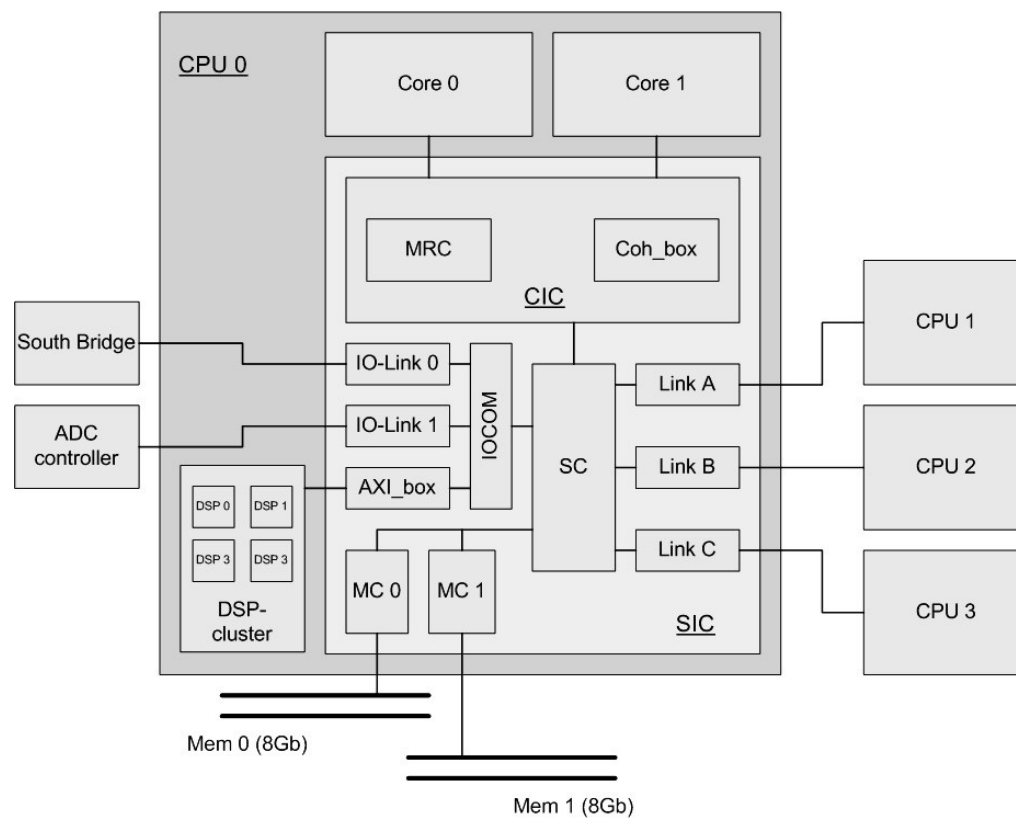 CPU 0
Core 0
Core 1
MRC
Coh_box
CIC
South Bridge
IO-Link 0
IOCOM
SC
Link A
CPU 1
ADC
controller
IO-Link 1
Link B
CPU 2
AXI_box
DSP 0
DSP 1
DSP 3
DSP 3
DSP-
cluster
MC 0
MC 1
Link C
CPU 3
SIC
Mem 0 (8Gb)
Mem 1 (8Gb)